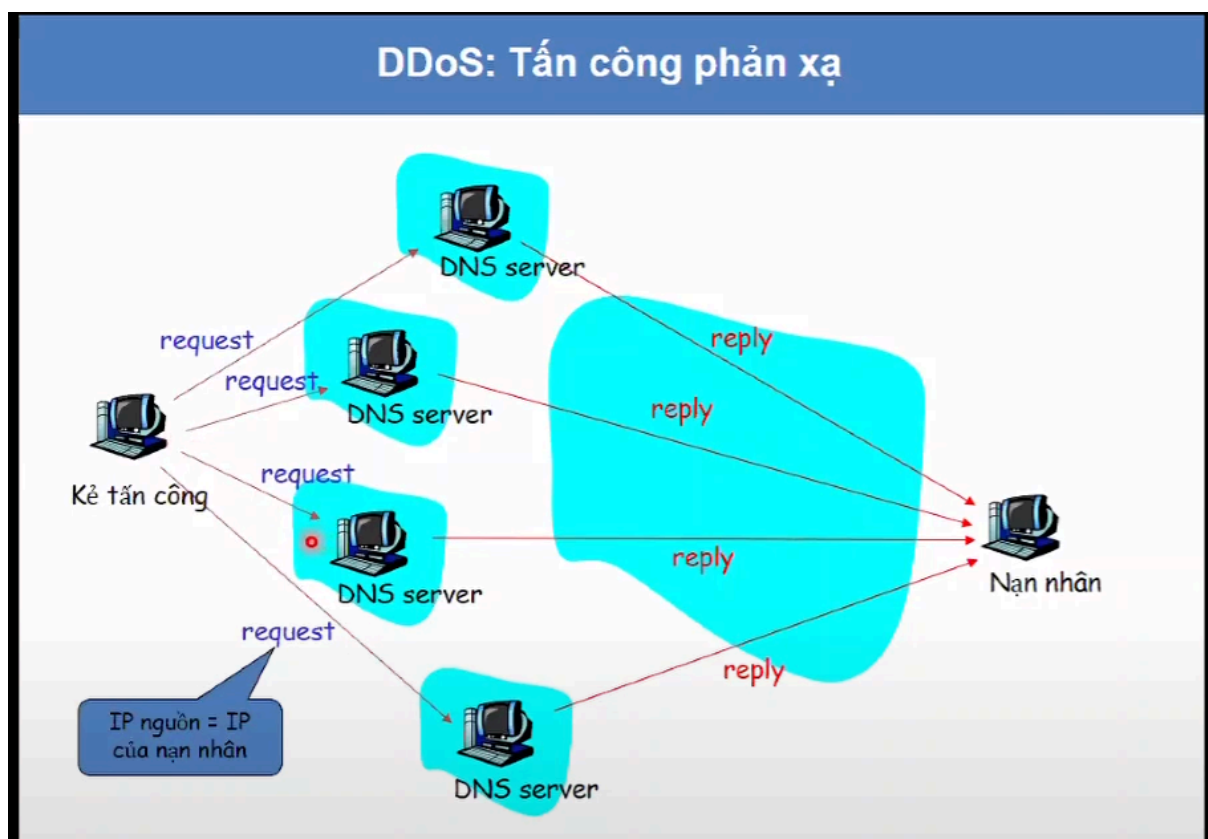 DDoS: Tấn công phản xạ
DNS server
request
reply
request
DNS server
reply
Kẻ tấn công
request
DNS server
reply
Nạn nhân
request
reply
IP nguồn = IP
của nạn nhân
DNS server